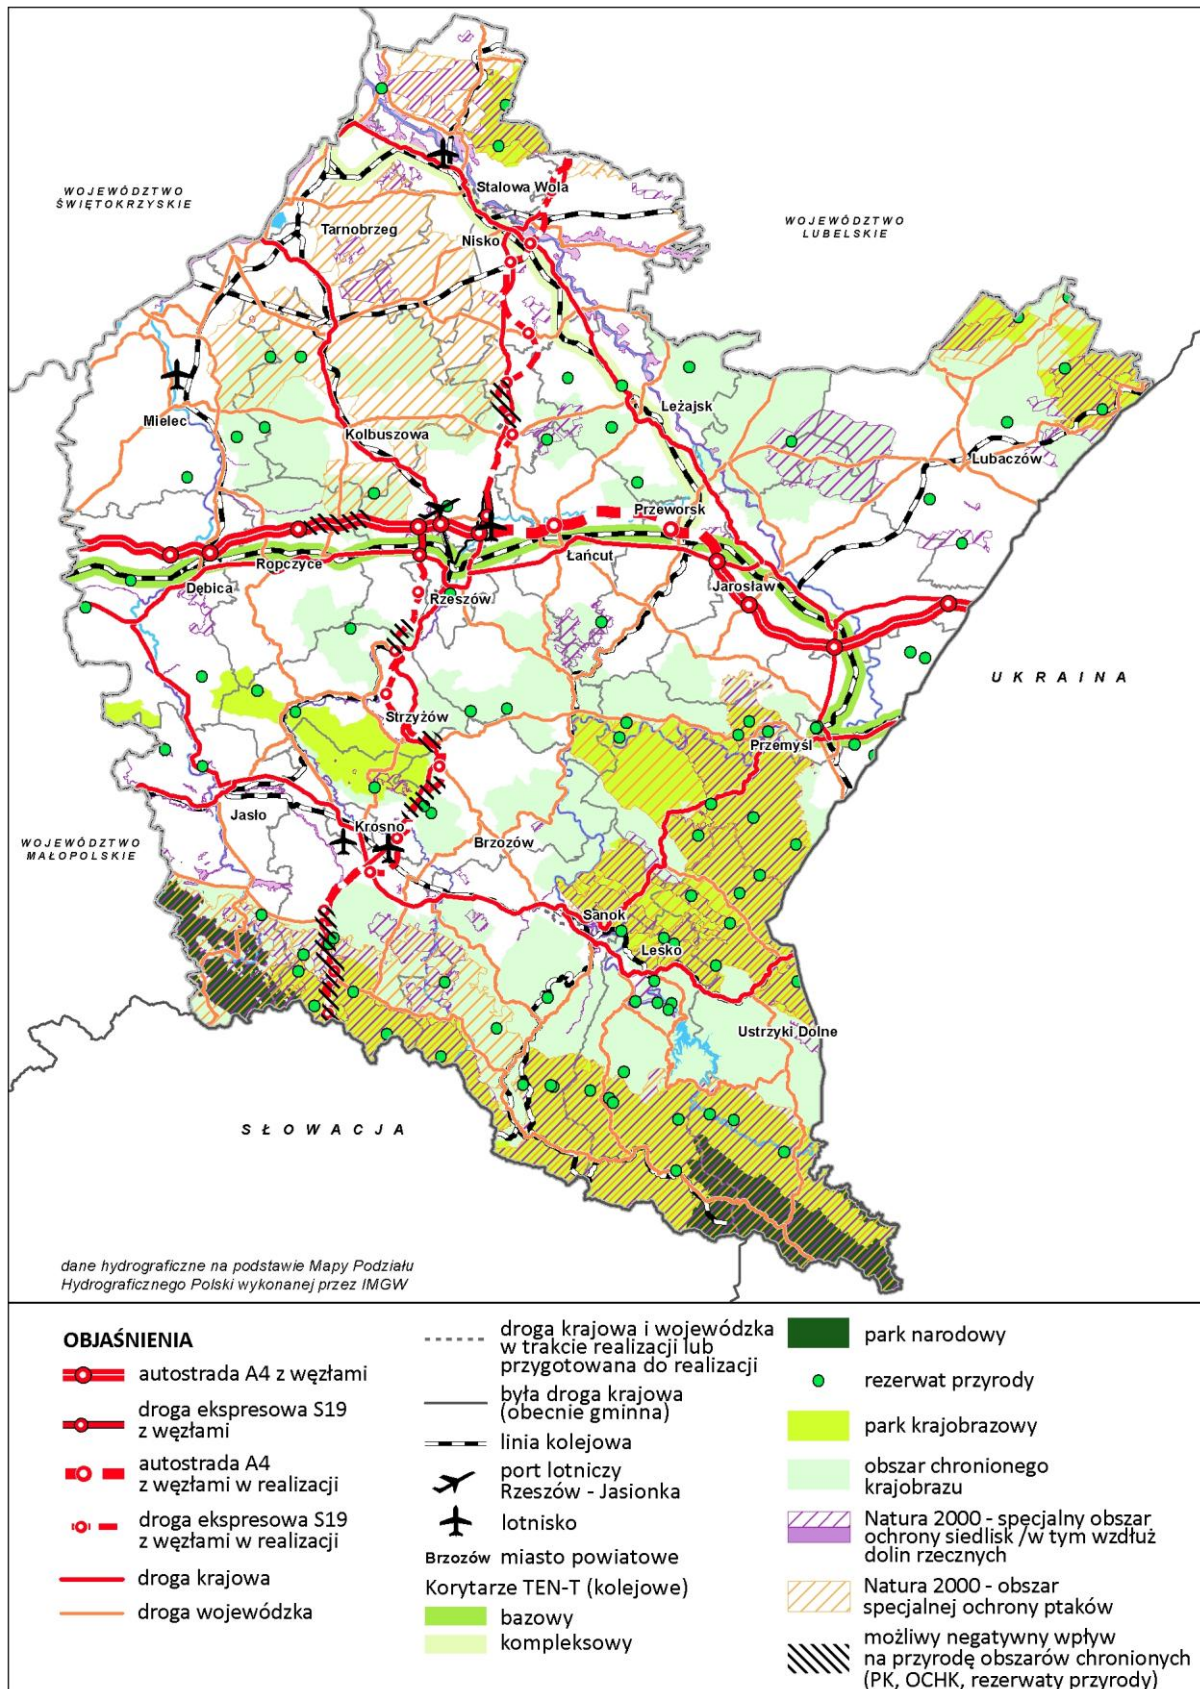 WOJEWÓDZTWO
ŚWIĘTOKRZYSKIE
Stalowa Wola
WOJEWÓDZTWO
LUBELSKIE
Tarnobrzeg
Nisko
Mielec
Leżajsk
Kolbuszowa
Lubaczów
Przeworsk
Ropczyce
Łańcut
Dębica
Jarosław
Rzeszów
UKRAINA
Strzyżów
Przemyśl
Jasło
Krosno
WOJEWÓDZTWO
MAŁOPOLSKIE
Brzozów
Sanok
Lesko
Ustrzyki Dolne
SŁOWACJA
dane hydrograficzne na podstawie Mapy Podziału
Hydrograficznego Polski wykonanej przez IMGW
OBJAŚNIENIA
autostrada A4 z węzłami
droga ekspresowa S19
z węzłami
autostrada A4
z węzłami w realizacji
droga ekspresowa S19
z węzłami w realizacji
droga krajowa
droga wojewódzka
droga krajowa i wojewódzka
w trakcie realizacji lub
przygotowana do realizacji
była droga krajowa
(obecnie gminna)
linia kolejowa
port lotniczy
Rzeszów - Jasionka
lotnisko
Brzozów miasto powiatowe
Korytarze TEN-T (kolejowe)
bazowy
kompleksowy
park narodowy
rezerwat przyrody
park krajobrazowy
obszar chronionego
krajobrazu
Natura 2000 - specjalny obszar
ochrony siedlisk /w tym wzdłuż
dolin rzecznych
Natura 2000 - obszar
specjalnej ochrony ptaków
możliwy negatywny wpływ
na przyrodę obszarów chronionych
(PK, OCHK, rezerwaty przyrody)